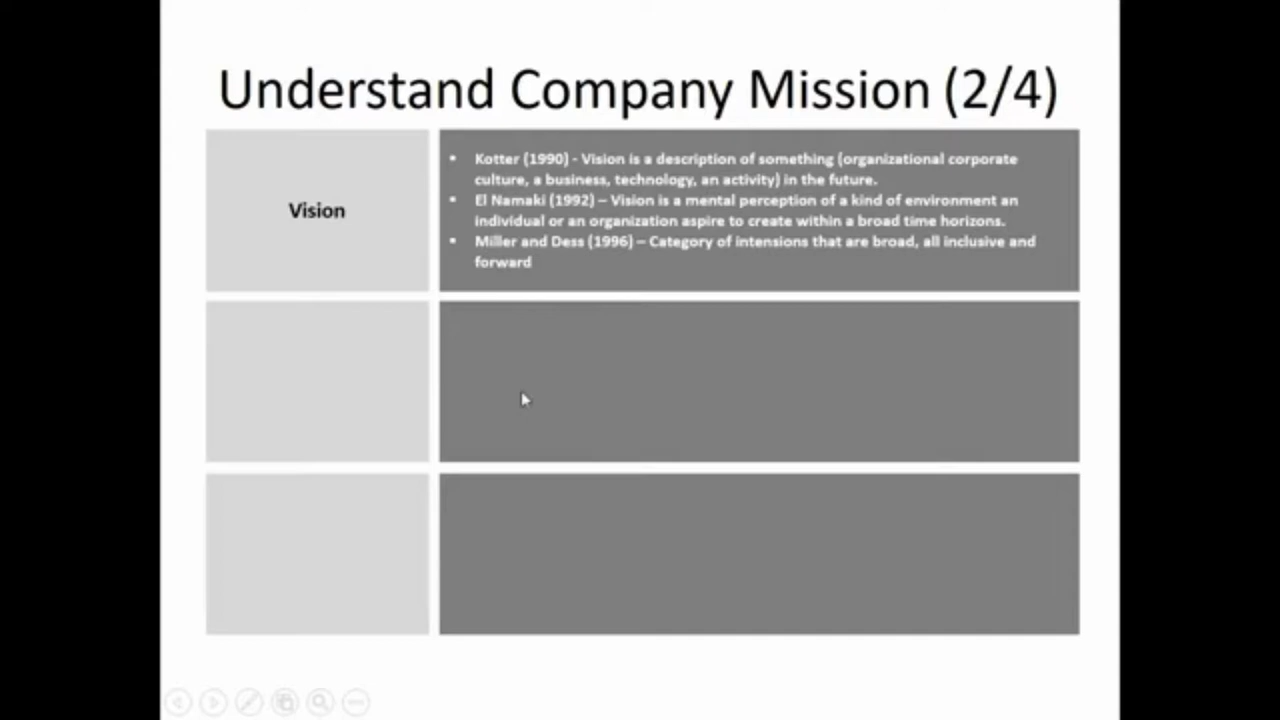 Understand Company Mission (2/4)
Vision
• Kotter (1990) - Vision is a description of something (organizational corporate
culture, a business, technology, an activity) in the future.
• El Namaki (1992) – Vision is a mental perception of a kind of environment an
individual or an organization aspire to create within a broad time horizons.
• Miller and Dess (1996) – Category of intensions that are broad, all inclusive and
forward